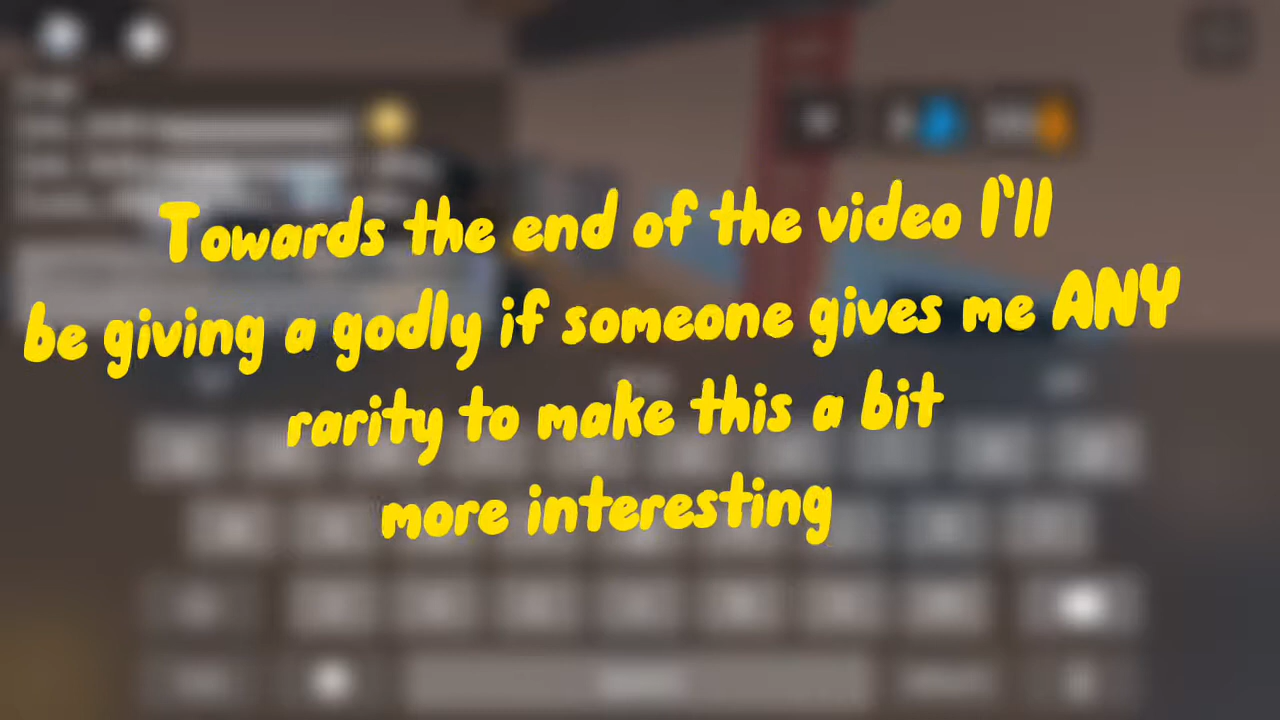 Towards the end of the video I'll
be giving a godly if someone gives me ANY
rarity to make this a bit
more interesting